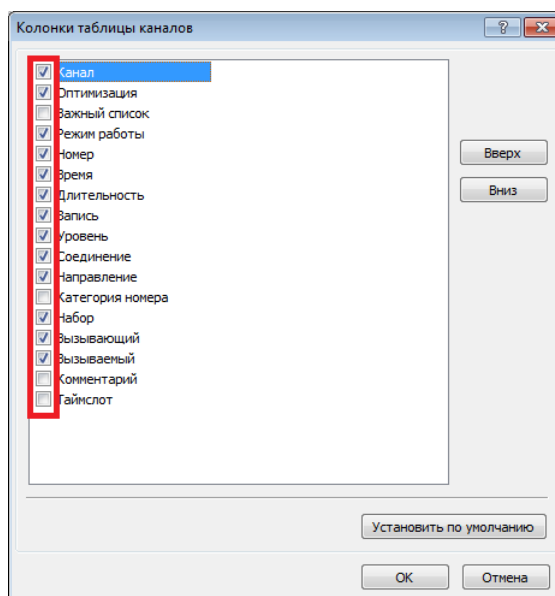 Колонки таблицы каналов
Канал
Оптимизация
Важный список
Режим работы
Номер
Время
Длительность
Запись
Уровень
Соединение
Направление
Категория номера
Набор
Вызывающий
Вызываемый
Комментарий
Таймслот
Вверх
Вниз
Установить по умолчанию
ОК
Отмена